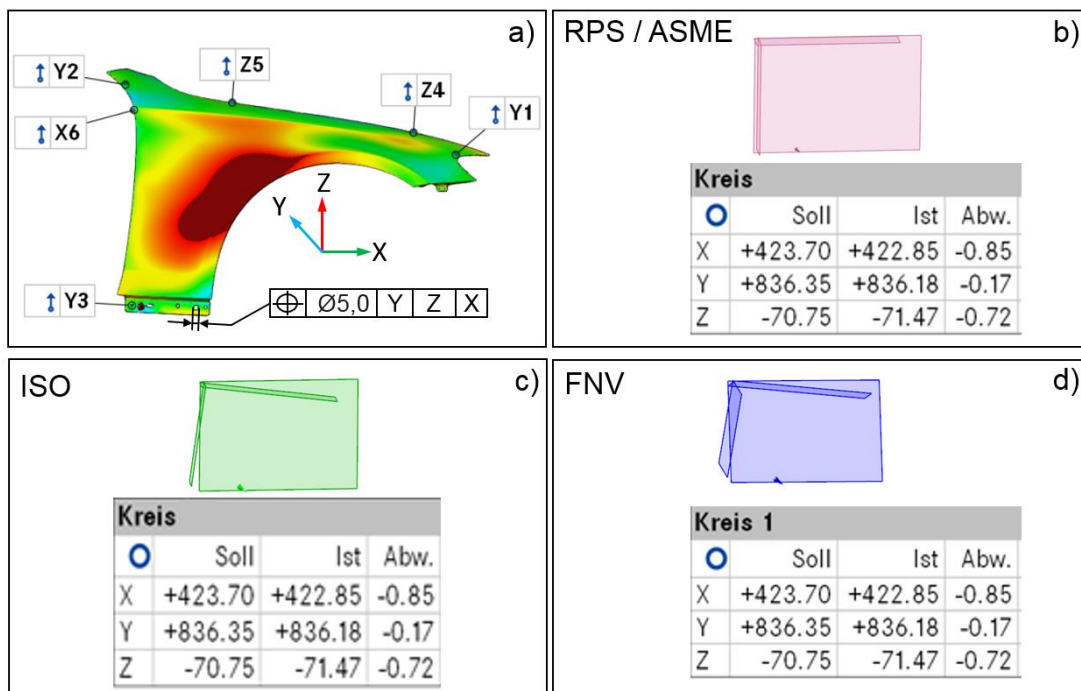 a)
Y2
Z5
Z4
Y1
X6
Z
Y
X
Y3
⌖ Ø5,0 Y Z X
RPS / ASME
b)
Kreis
Soll Ist Abw.
X +423.70 +422.85 -0.85
Y +836.35 +836.18 -0.17
Z -70.75 -71.47 -0.72
ISO
c)
Kreis
Soll Ist Abw.
X +423.70 +422.85 -0.85
Y +836.35 +836.18 -0.17
Z -70.75 -71.47 -0.72
FNV
d)
Kreis 1
Soll Ist Abw.
X +423.70 +422.85 -0.85
Y +836.35 +836.18 -0.17
Z -70.75 -71.47 -0.72